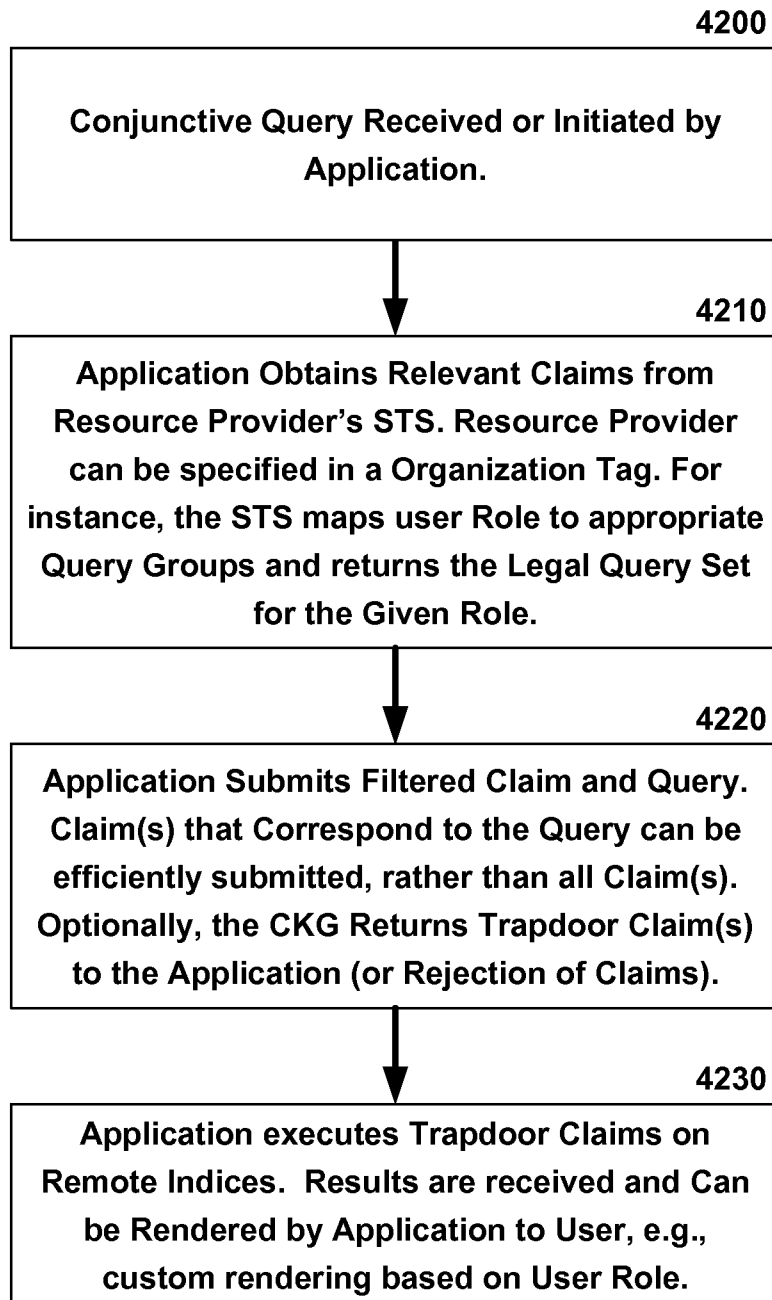 4200
Conjunctive Query Received or Initiated by
Application.
4210
Application Obtains Relevant Claims from
Resource Provider’s STS. Resource Provider
can be specified in a Organization Tag. For
instance, the STS maps user Role to appropriate
Query Groups and returns the Legal Query Set
for the Given Role.
4220
Application Submits Filtered Claim and Query.
Claim(s) that Correspond to the Query can be
efficiently submitted, rather than all Claim(s).
Optionally, the CKG Returns Trapdoor Claim(s)
to the Application (or Rejection of Claims).
4230
Application executes Trapdoor Claims on
Remote Indices.  Results are received and Can
be Rendered by Application to User, e.g.,
custom rendering based on User Role.